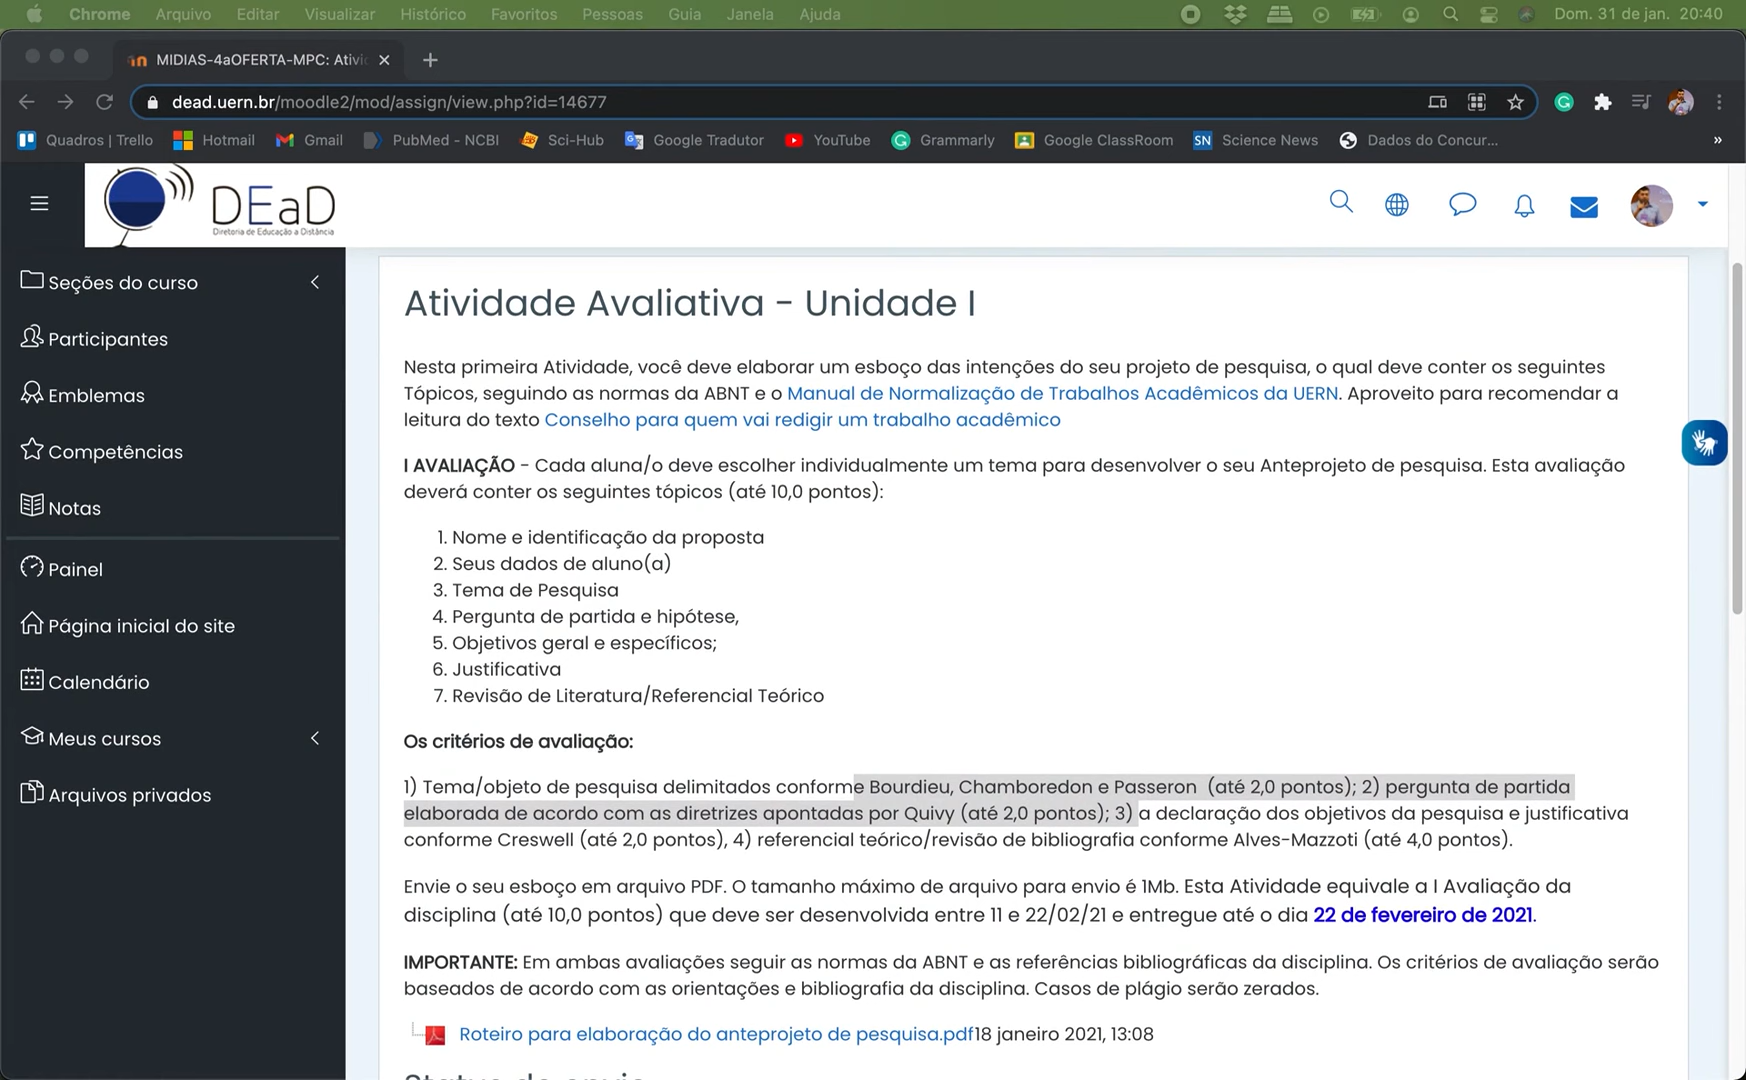 Chrome Arquivo Editar Visualizar Histórico Favoritos Pessoas Guia Janela Ajuda Dom. 31 de jan. 20:40
MIDIAS-4aOFERTA-MPC: Ativi
dead.uern.br/moodle2/mod/assign/view.php?id=14677
Quadros | Trello Hotmail Gmail PubMed - NCBI Sci-Hub Google Tradutor YouTube Grammarly Google ClassRoom SN Science News Dados do Concur...
DEaD
Diretoria de Educação a Distância
Seções do curso
Participantes
Emblemas
Competências
Notas
Painel
Página inicial do site
Calendário
Meus cursos
Arquivos privados
Atividade Avaliativa - Unidade I
Nesta primeira Atividade, você deve elaborar um esboço das intenções do seu projeto de pesquisa, o qual deve conter os seguintes
Tópicos, seguindo as normas da ABNT e o Manual de Normalização de Trabalhos Acadêmicos da UERN. Aproveito para recomendar a
leitura do texto Conselho para quem vai redigir um trabalho acadêmico
I AVALIAÇÃO - Cada aluna/o deve escolher individualmente um tema para desenvolver o seu Anteprojeto de pesquisa. Esta avaliação
deverá conter os seguintes tópicos (até 10,0 pontos):
1. Nome e identificação da proposta
2. Seus dados de aluno(a)
3. Tema de Pesquisa
4. Pergunta de partida e hipótese,
5. Objetivos geral e específicos;
6. Justificativa
7. Revisão de Literatura/Referencial Teórico
Os critérios de avaliação:
1) Tema/objeto de pesquisa delimitados conforme Bourdieu, Chamboredon e Passeron (até 2,0 pontos); 2) pergunta de partida
elaborada de acordo com as diretrizes apontadas por Quivy (até 2,0 pontos); 3) a declaração dos objetivos da pesquisa e justificativa
conforme Creswell (até 2,0 pontos), 4) referencial teórico/revisão de bibliografia conforme Alves-Mazzoti (até 4,0 pontos).
Envie o seu esboço em arquivo PDF. O tamanho máximo de arquivo para envio é 1Mb. Esta Atividade equivale a I Avaliação da
disciplina (até 10,0 pontos) que deve ser desenvolvida entre 11 e 22/02/21 e entregue até o dia 22 de fevereiro de 2021.
IMPORTANTE: Em ambas avaliações seguir as normas da ABNT e as referências bibliográficas da disciplina. Os critérios de avaliação serão
baseados de acordo com as orientações e bibliografia da disciplina. Casos de plágio serão zerados.
Roteiro para elaboração do anteprojeto de pesquisa.pdf18 janeiro 2021, 13:08
Status de envio